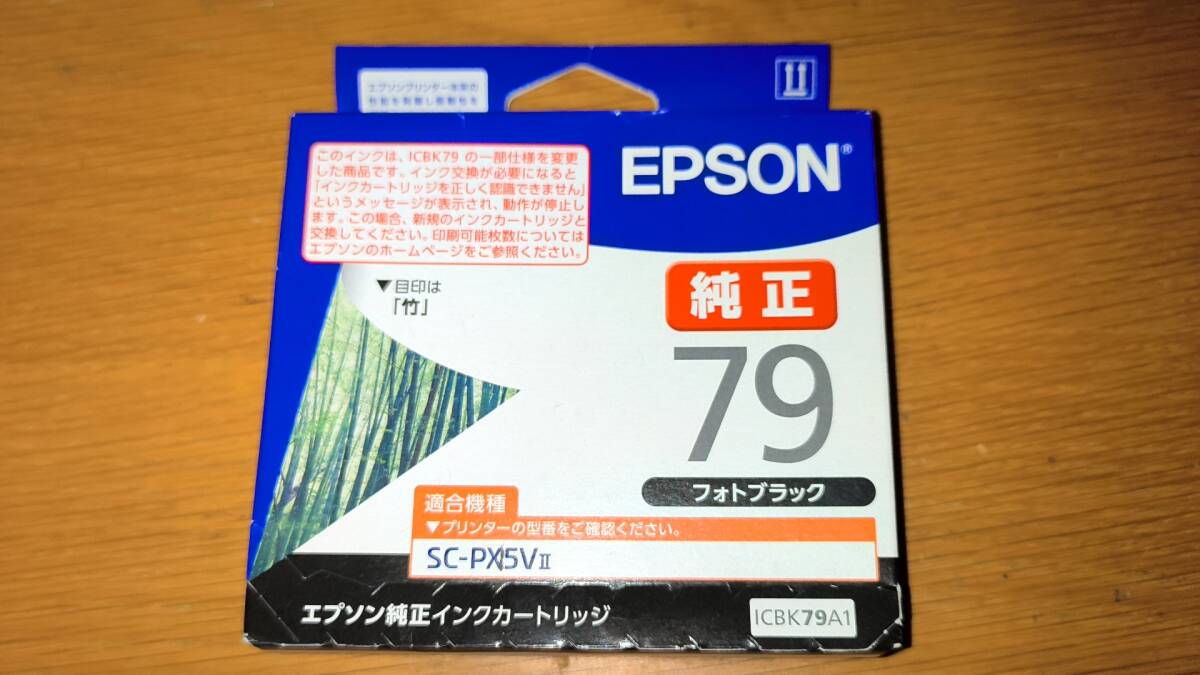 エプソンプリンター本来の
性能を
このインクは、ICBK79 の一部仕様を変更
した商品です。インク交換が必要になると
「インクカートリッジを正しく認識できません」
というメッセージが表示され、動作が停止し
ます。この場合、新規のインクカートリッジと
交換してください。印刷可能枚数については
エプソンのホームページをご参照ください。
EPSON®
▼目印は
「竹」
純正
79
フォトブラック
適合機種
▼プリンターの型番をご確認ください。
SC-PX5VⅡ
エプソン純正インクカートリッジ
ICBK79A1